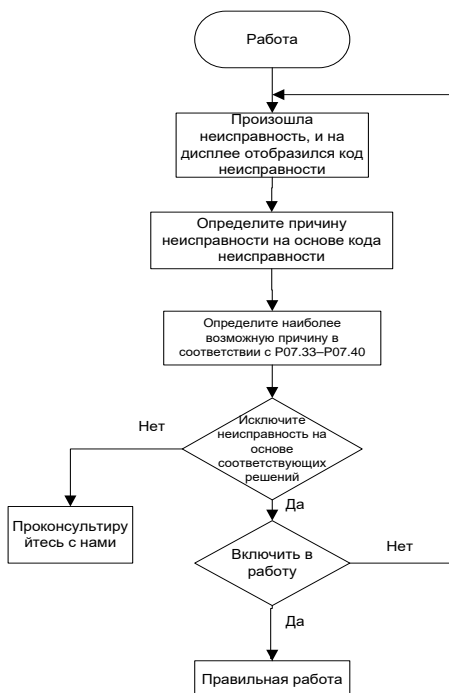 Работа
Произошла
неисправность, и на
дисплее отобразился код
неисправности
Определите причину
неисправности на основе кода
неисправности
Определите наиболее
возможную причину в
соответствии с P07.33–P07.40
Исключите
неисправность на
основе
соответствующих
решений
Нет
Да
Проконсультиру
йтесь с нами
Включить в
работу
Нет
Да
Правильная работа